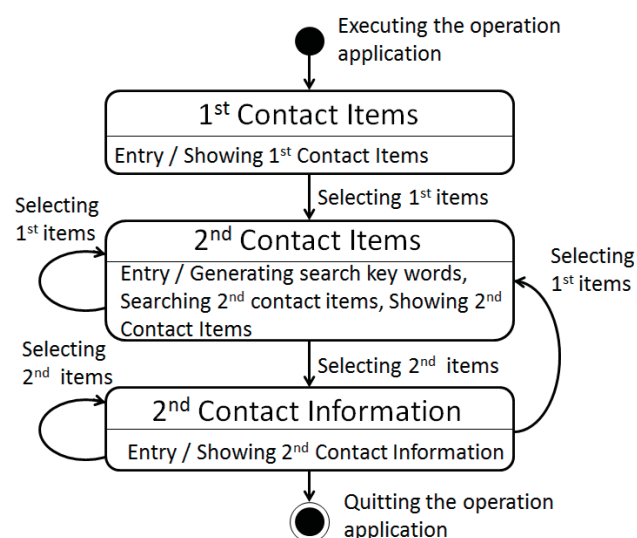 Executing the operation
application
1st Contact Items
Entry / Showing 1st Contact Items
Selecting 1st items
Selecting
1st items
2nd Contact Items
Entry / Generating search key words,
Searching 2nd contact items, Showing 2nd
Contact Items
Selecting
1st items
Selecting 2nd items
Selecting
2nd items
2nd Contact Information
Entry / Showing 2nd Contact Information
Quitting the operation
application